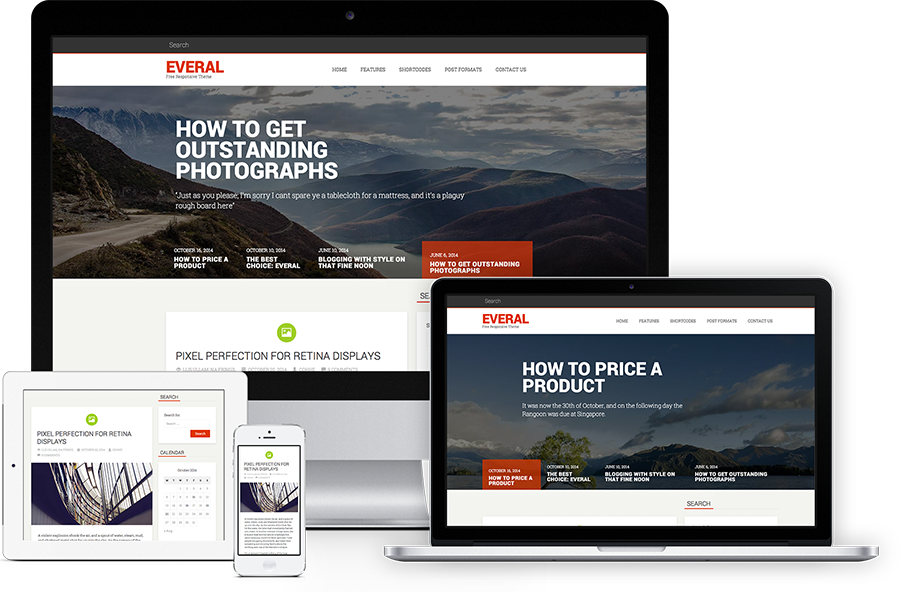 Search
EVERAL
Free Responsive Theme
HOME FEATURES SHORTCODES POST FORMATS CONTACT US
HOW TO GET
OUTSTANDING
PHOTOGRAPHS
"Just as you please, I'm sorry I cant spare ye a tablecloth for a mattress, and it's a plaguy
rough board here"
OCTOBER 16, 2014
HOW TO PRICE A
PRODUCT
OCTOBER 10, 2014
THE BEST
CHOICE: EVERAL
JUNE 10, 2014
BLOGGING WITH STYLE ON
THAT FINE NOON
JUNE 6, 2014
HOW TO GET OUTSTANDING
PHOTOGRAPHS
SE
S
PIXEL PERFECTION FOR RETINA DISPLAYS
Search
EVERAL
Free Responsive Theme
HOME FEATURES SHORTCODES POST FORMATS CONTACT US
HOW TO PRICE A
PRODUCT
It was now the 30th of October, and on the following day the
Rangoon was due at Singapore.
OCTOBER 16, 2014
HOW TO PRICE A
PRODUCT
OCTOBER 10, 2014
THE BEST
CHOICE: EVERAL
JUNE 10, 2014
BLOGGING WITH STYLE ON
THAT FINE NOON
JUNE 6, 2014
HOW TO GET OUTSTANDING
PHOTOGRAPHS
SEARCH
PIXEL PERFECTION FOR RETINA
DISPLAYS
SEARCH
Search for:
Search
Search
CALENDAR
October 2014
M T W T F S S
PIXEL PERFECTION FOR
RETINA DISPLAYS